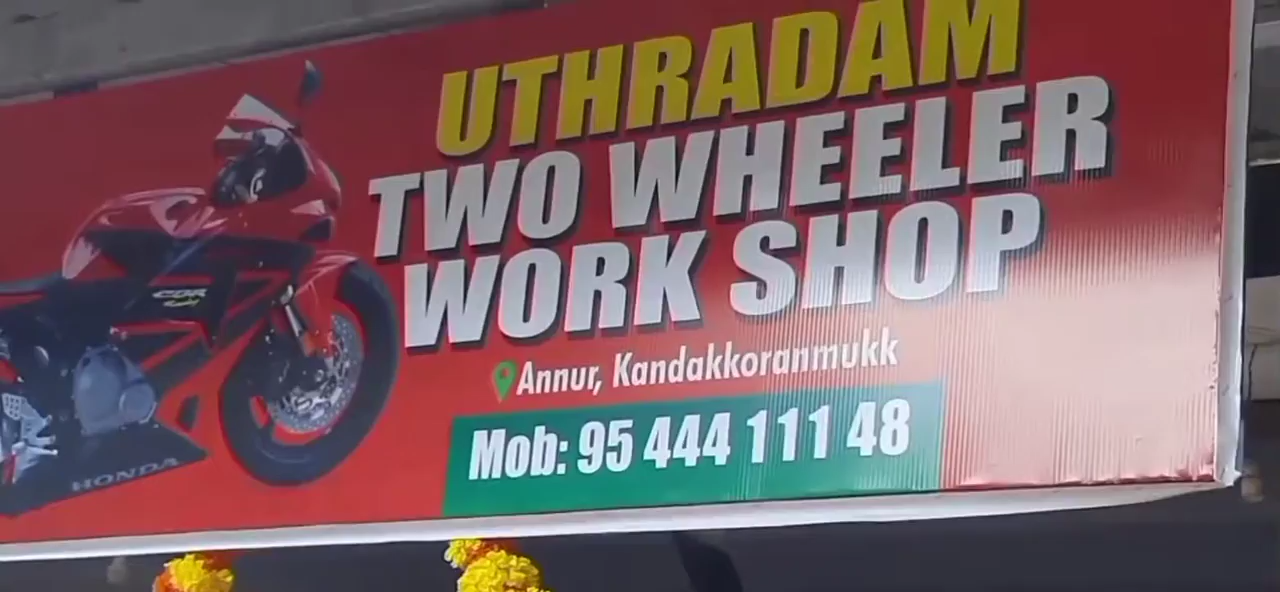 UTHRADAM
TWO WHEELER
WORK SHOP
Annur, Kandakkoranmukk
Mob: 95 444 111 48
CBR
HONDA